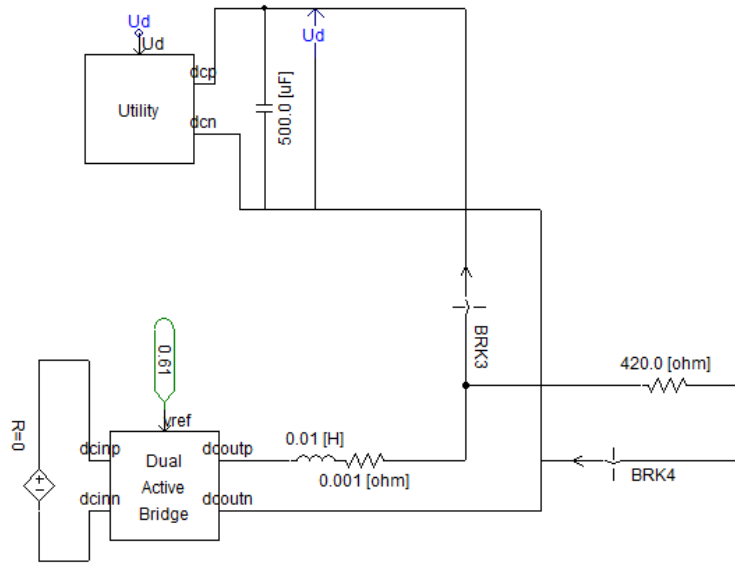 Ud
Ud
dcp
Utility
dcn
500.0 [uF]
Ud
BRK3
420.0 [ohm]
0.61
vref
R=0
dcinp
Dual
Active
Bridge
dcoutp
0.01 [H]
0.001 [ohm]
dcinn
dcoutn
BRK4